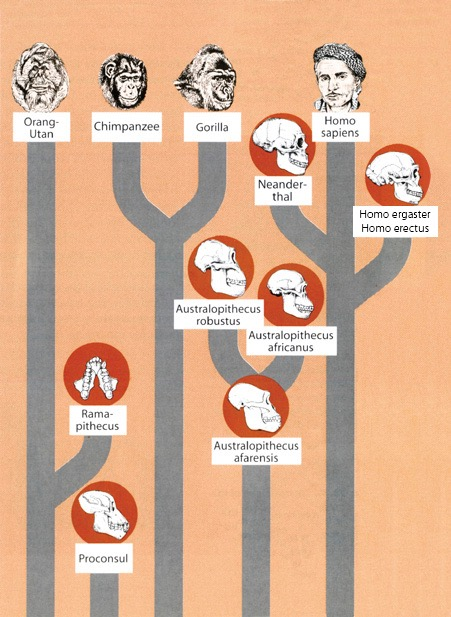 Orang-
Utan
Chimpanzee
Gorilla
Homo
sapiens
Neander-
thal
Homo ergaster
Homo erectus
Australopithecus
robustus
Australopithecus
africanus
Rama-
pithecus
Australopithecus
afarensis
Proconsul